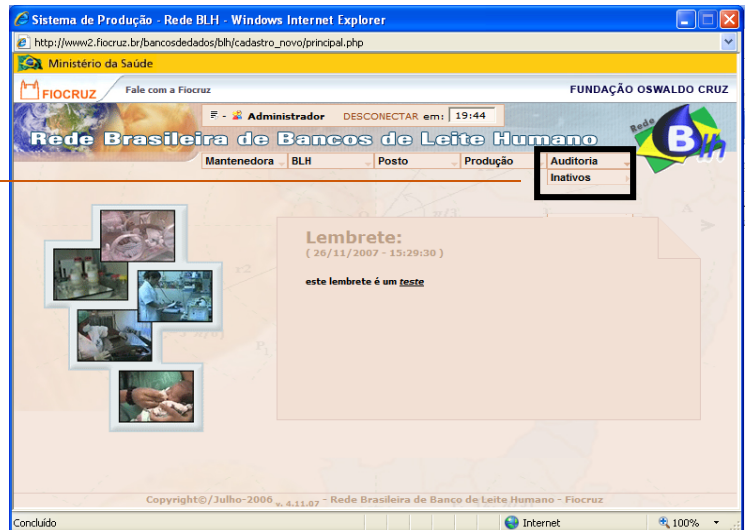 Sistema de Produção - Rede BLH - Windows Internet Explorer
http://www2.fiocruz.br/bancosdedados/blh/cadastro_novo/principal.php
Ministério da Saúde
FIOCRUZ Fale com a Fiocruz FUNDAÇÃO OSWALDO CRUZ
- Administrador DESCONECTAR em: 19:44
Rede Brasileira de Bancos de Leite Humano
Rede Blh
Mantenedora BLH Posto Produção Auditoria
Inativos
Lembrete:
( 26/11/2007 - 15:29:30 )
este lembrete é um teste
Copyright©/Julho-2006 v. 4.11.07 - Rede Brasileira de Banco de Leite Humano - Fiocruz
Concluído Internet 100%